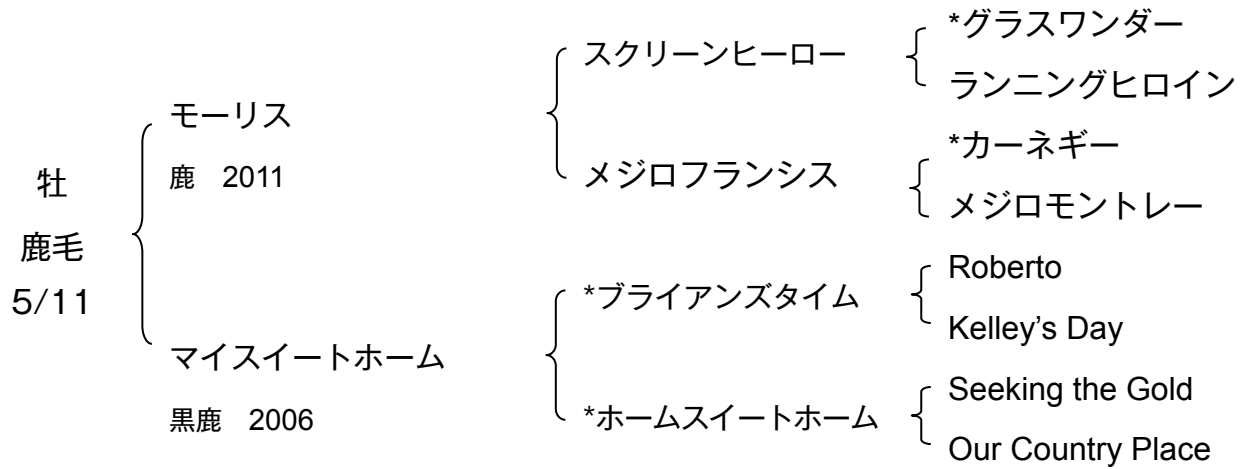 牡
鹿毛
5/11
モーリス
鹿　2011
マイスイートホーム
黒鹿　2006
スクリーンヒーロー
メジロフランシス
*ブライアンズタイム
*ホームスイートホーム
*グラスワンダー
ランニングヒロイン
*カーネギー
メジロモントレー
Roberto
Kelley’s Day
Seeking the Gold
Our Country Place